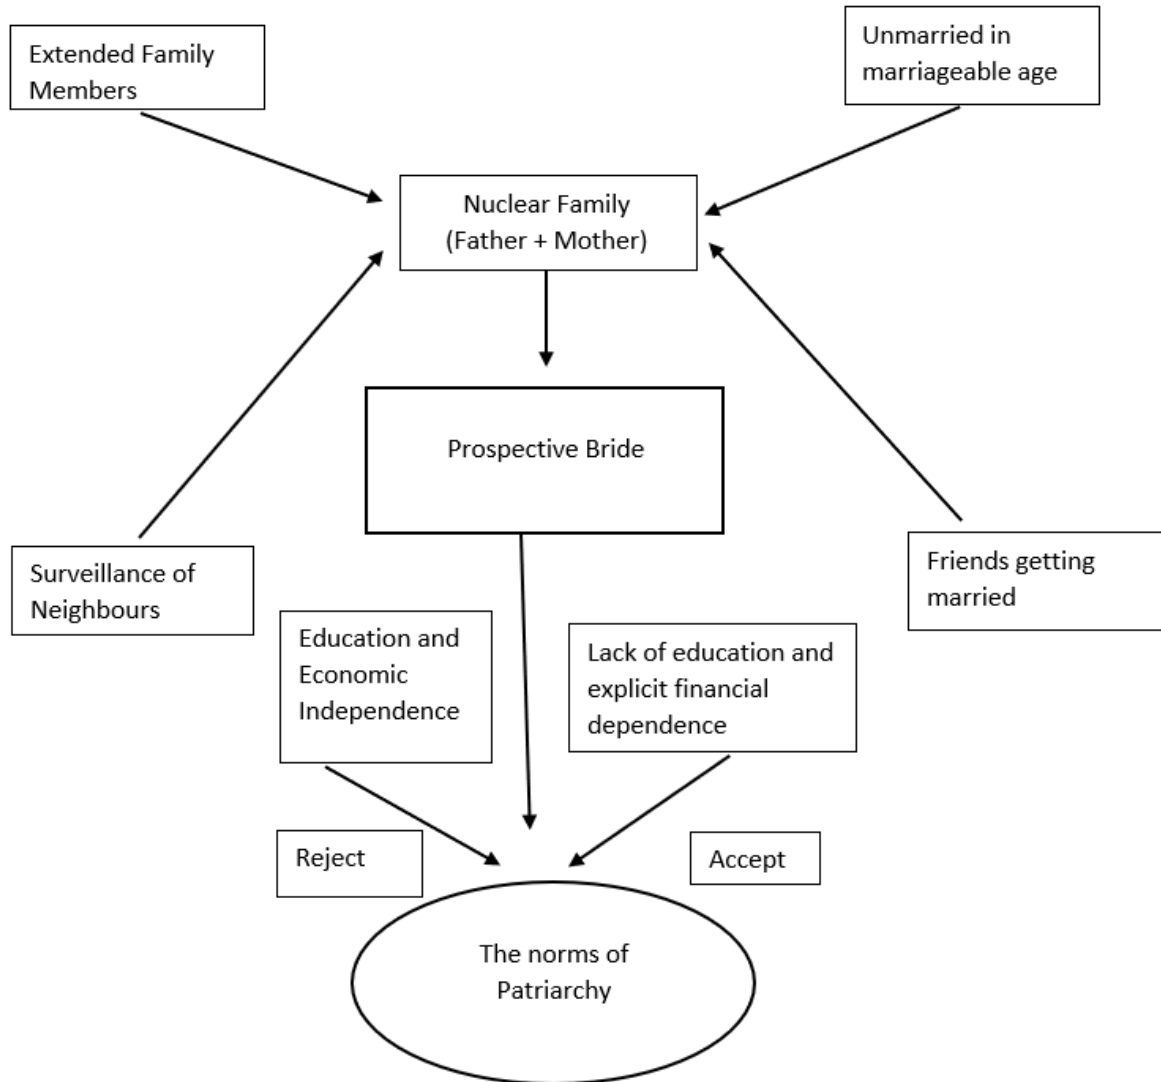 Extended Family
Members
Unmarried in
marriageable age
Nuclear Family
(Father + Mother)
Prospective Bride
Surveillance of
Neighbours
Friends getting
married
Education and
Economic
Independence
Lack of education and
explicit financial
dependence
Reject
Accept
The norms of
Patriarchy